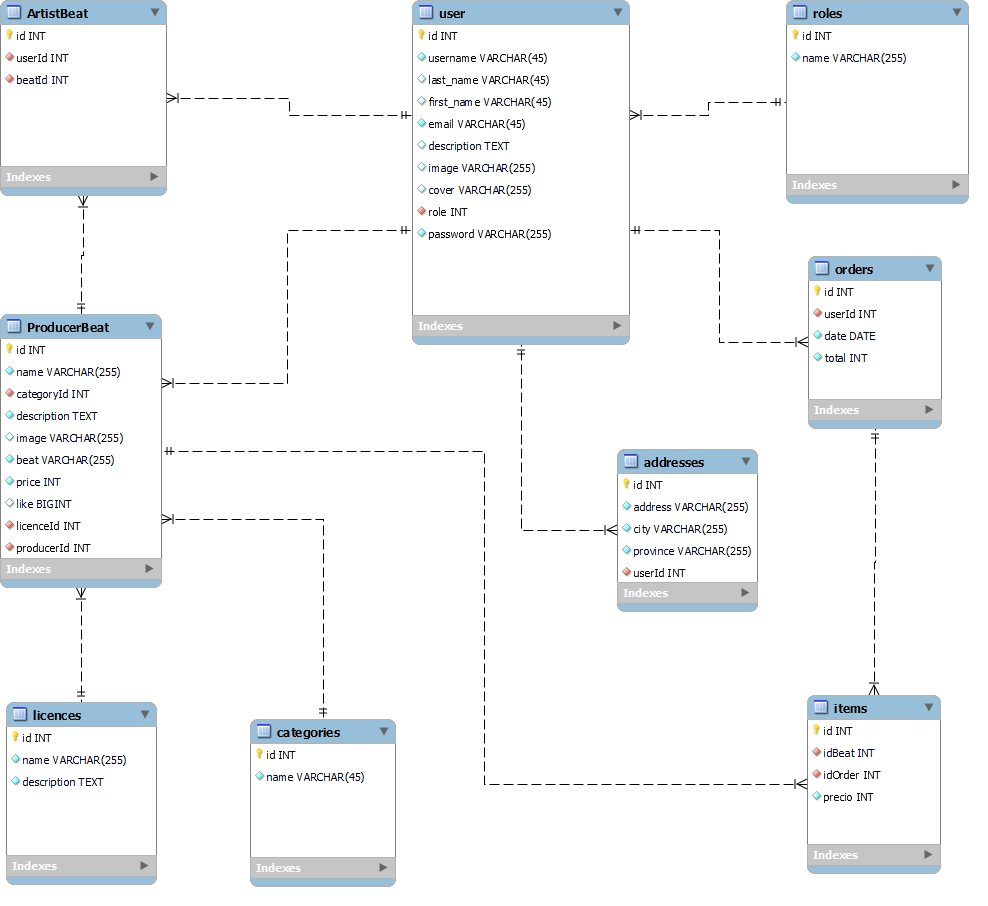 ArtistBeat
id INT
userId INT
beatId INT
Indexes
user
id INT
username VARCHAR(45)
last_name VARCHAR(45)
first_name VARCHAR(45)
email VARCHAR(45)
description TEXT
image VARCHAR(255)
cover VARCHAR(255)
role INT
password VARCHAR(255)
Indexes
roles
id INT
name VARCHAR(255)
Indexes
orders
id INT
userId INT
date DATE
total INT
Indexes
ProducerBeat
id INT
name VARCHAR(255)
categoryId INT
description TEXT
image VARCHAR(255)
beat VARCHAR(255)
price INT
like BIGINT
licenceId INT
producerId INT
Indexes
addresses
id INT
address VARCHAR(255)
city VARCHAR(255)
province VARCHAR(255)
userId INT
Indexes
licences
id INT
name VARCHAR(255)
description TEXT
Indexes
categories
id INT
name VARCHAR(45)
Indexes
items
id INT
idBeat INT
idOrder INT
precio INT
Indexes